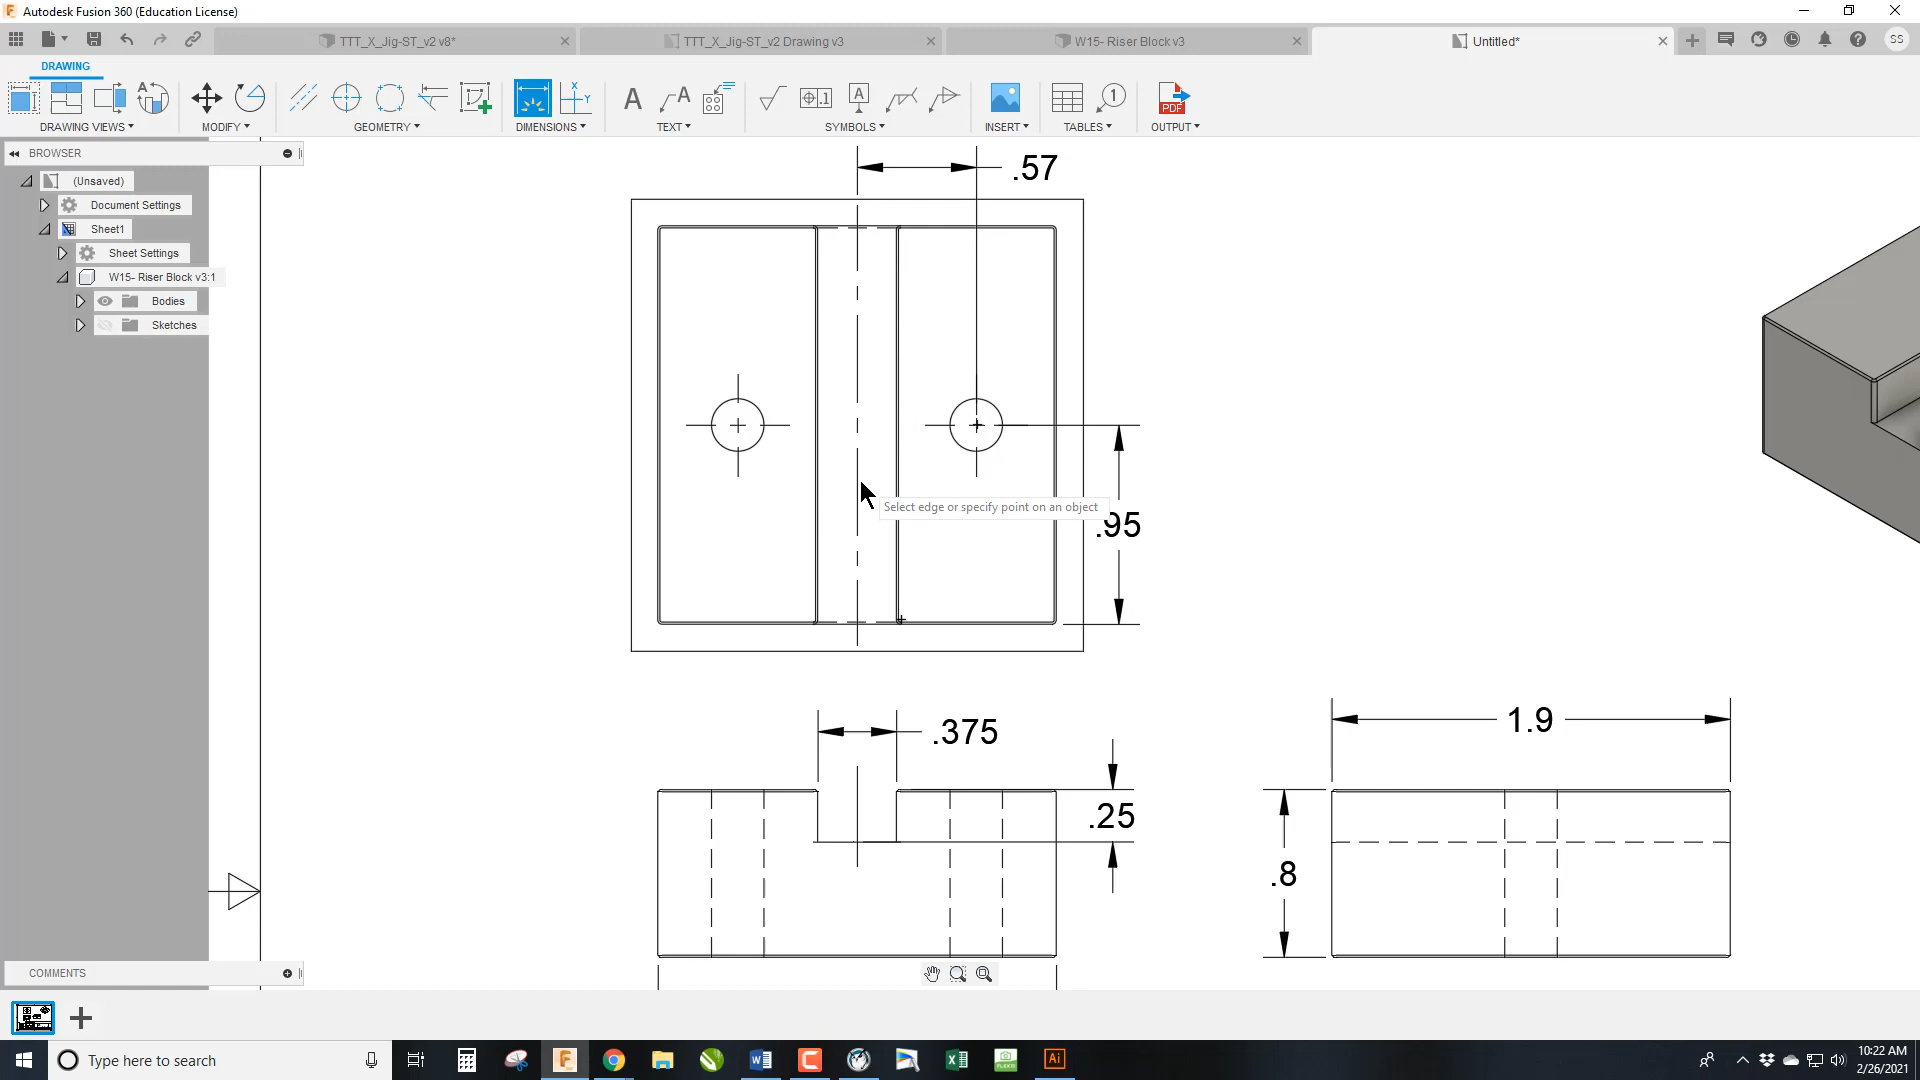 Autodesk Fusion 360 (Education License)
TTT_X_Jig-ST_v2 v8*
TTT_X_Jig-ST_v2 Drawing v3
W15- Riser Block v3
Untitled*
SS
DRAWING
DRAWING VIEWS
MODIFY
GEOMETRY
DIMENSIONS
TEXT
SYMBOLS
INSERT
TABLES
OUTPUT
BROWSER
(Unsaved)
Document Settings
Sheet1
Sheet Settings
W15- Riser Block v3:1
Bodies
Sketches
.57
Select edge or specify point on an object
.95
.375
1.9
.25
.8
COMMENTS
Type here to search
10:22 AM
2/26/2021